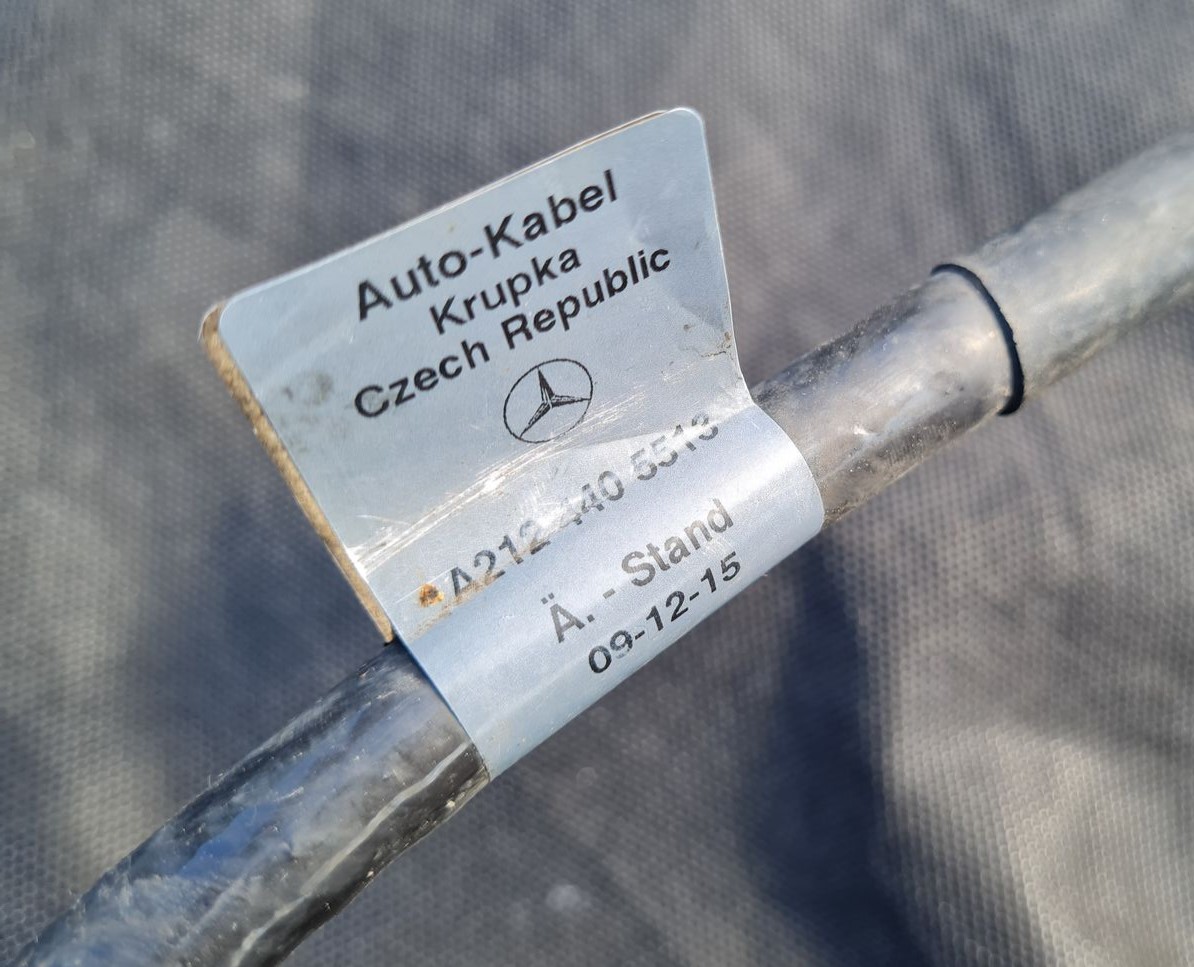 Auto-Kabel
Krupka
Czech Republic
A212 440 5513
Ä. - Stand
09-12-15